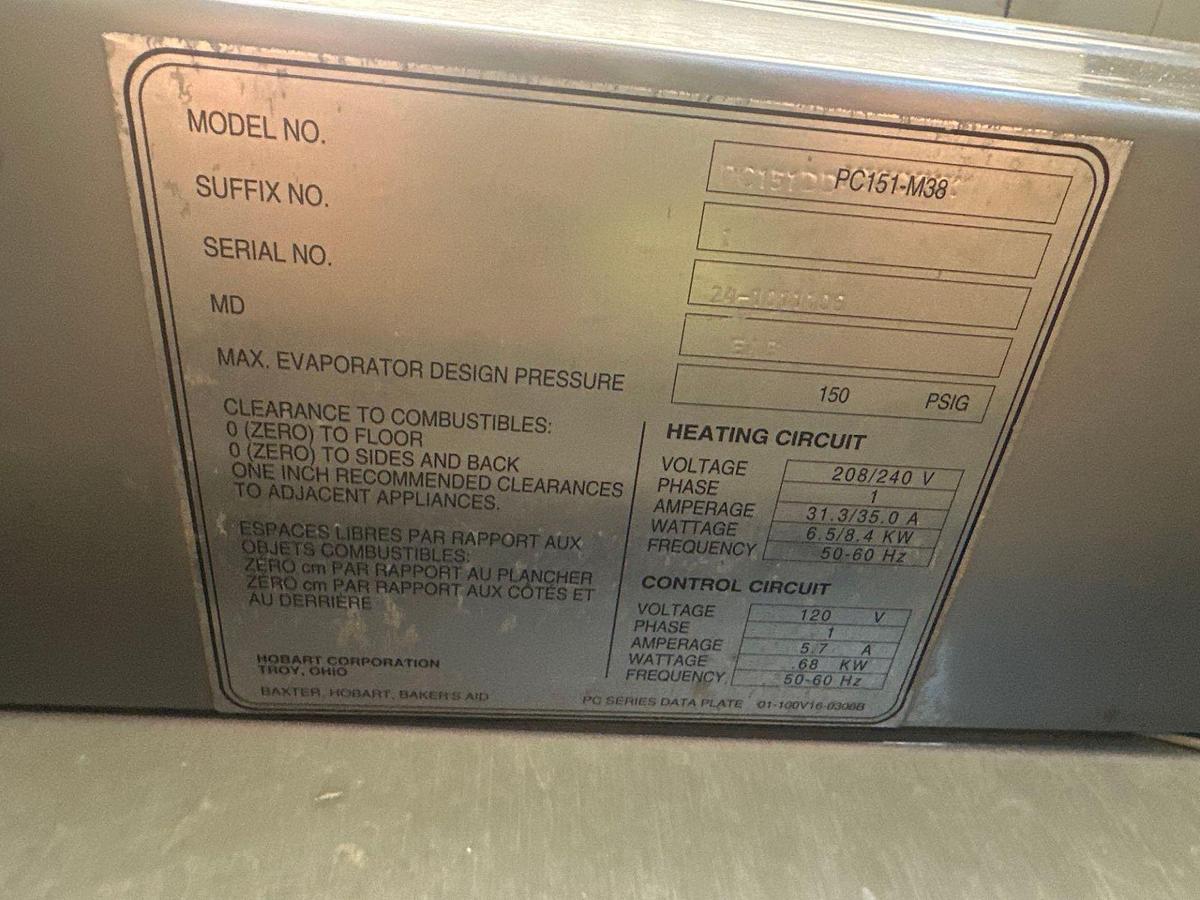 MODEL NO.
PC151-M38
SUFFIX NO.
1
SERIAL NO.
MD
MAX. EVAPORATOR DESIGN PRESSURE
150 PSIG
CLEARANCE TO COMBUSTIBLES:
0 (ZERO) TO FLOOR
0 (ZERO) TO SIDES AND BACK
ONE INCH RECOMMENDED CLEARANCES
TO ADJACENT APPLIANCES.
ESPACES LIBRES PAR RAPPORT AUX
OBJETS COMBUSTIBLES:
ZÉRO cm PAR RAPPORT AU PLANCHER
ZÉRO cm PAR RAPPORT AUX CÔTÉS ET
AU DERRIÈRE
HOBART CORPORATION
TROY, OHIO
BAXTER, HOBART, BAKER'S AID
HEATING CIRCUIT
VOLTAGE 208/240 V
PHASE 1
AMPERAGE 31.3/35.0 A
WATTAGE 6.5/8.4 KW
FREQUENCY 50-60 Hz
CONTROL CIRCUIT
VOLTAGE 120 V
PHASE 1
AMPERAGE 5.7 A
WATTAGE .68 KW
FREQUENCY 50-60 Hz
PC SERIES DATA PLATE 01-100V16-0306B